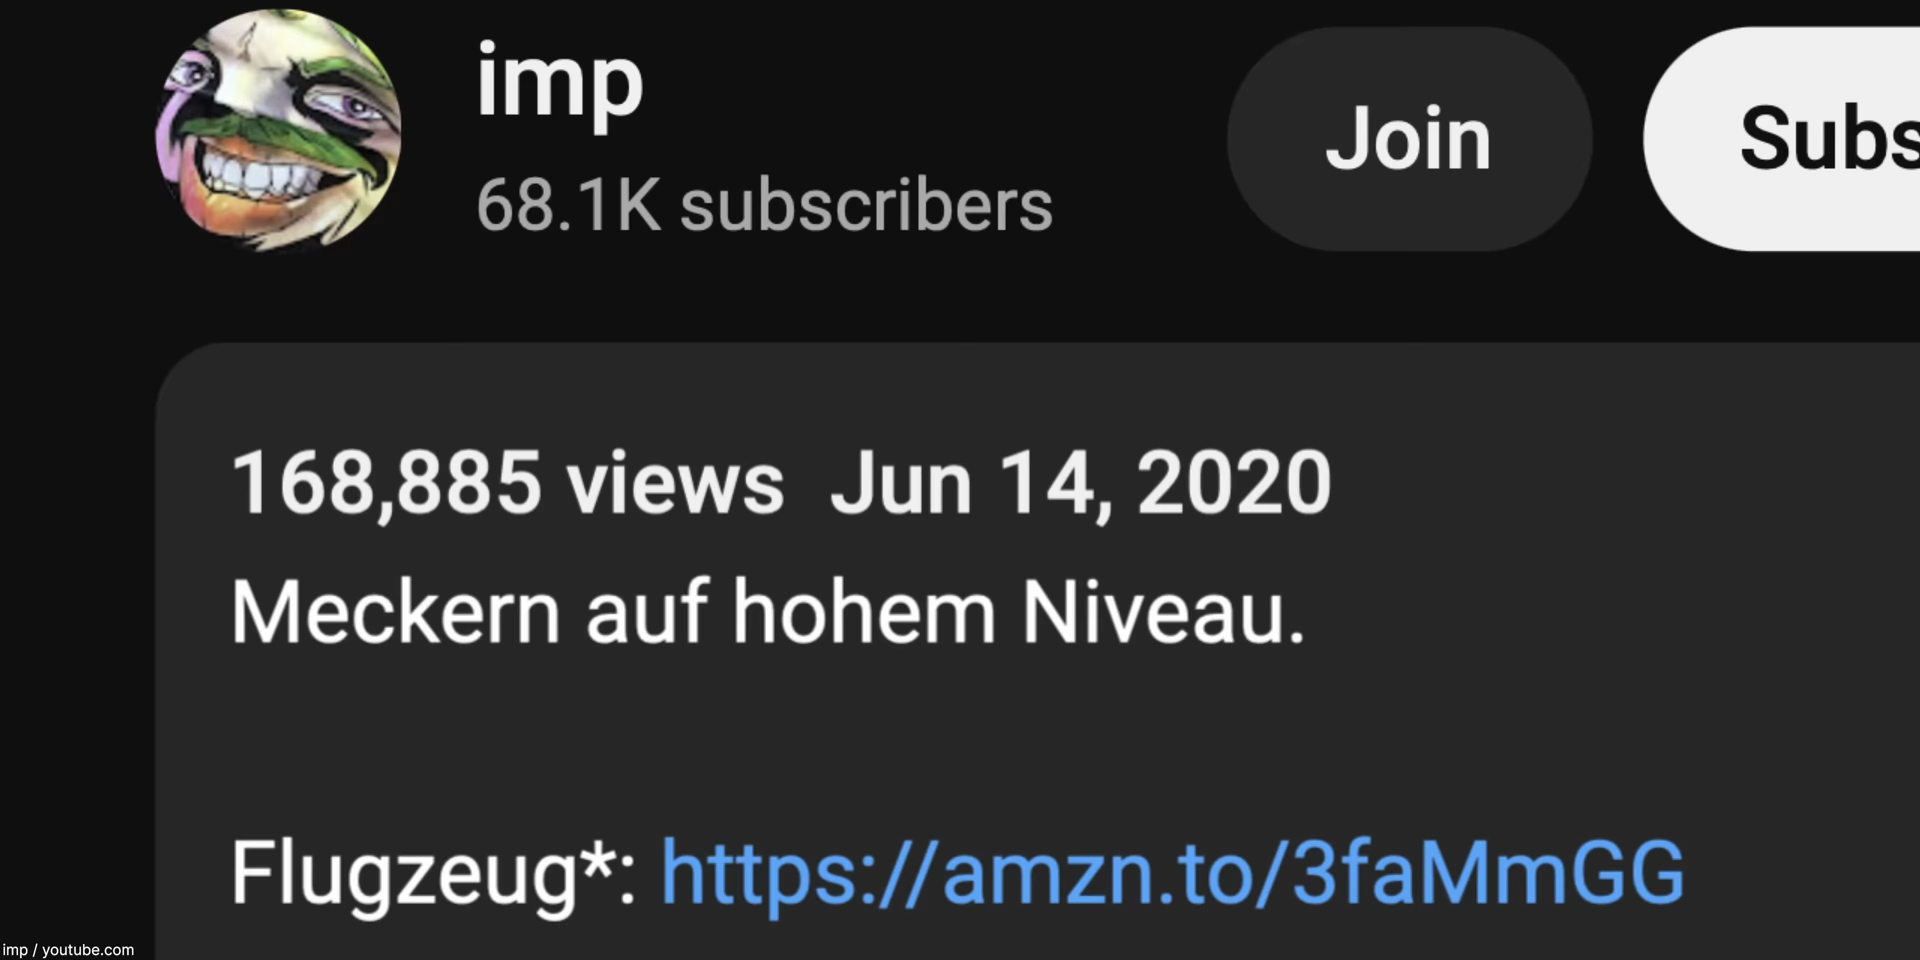 imp
68.1K subscribers
Join
Subs
168,885 views  Jun 14, 2020
Meckern auf hohem Niveau.
Flugzeug*: https://amzn.to/3faMmGG
imp / youtube.com